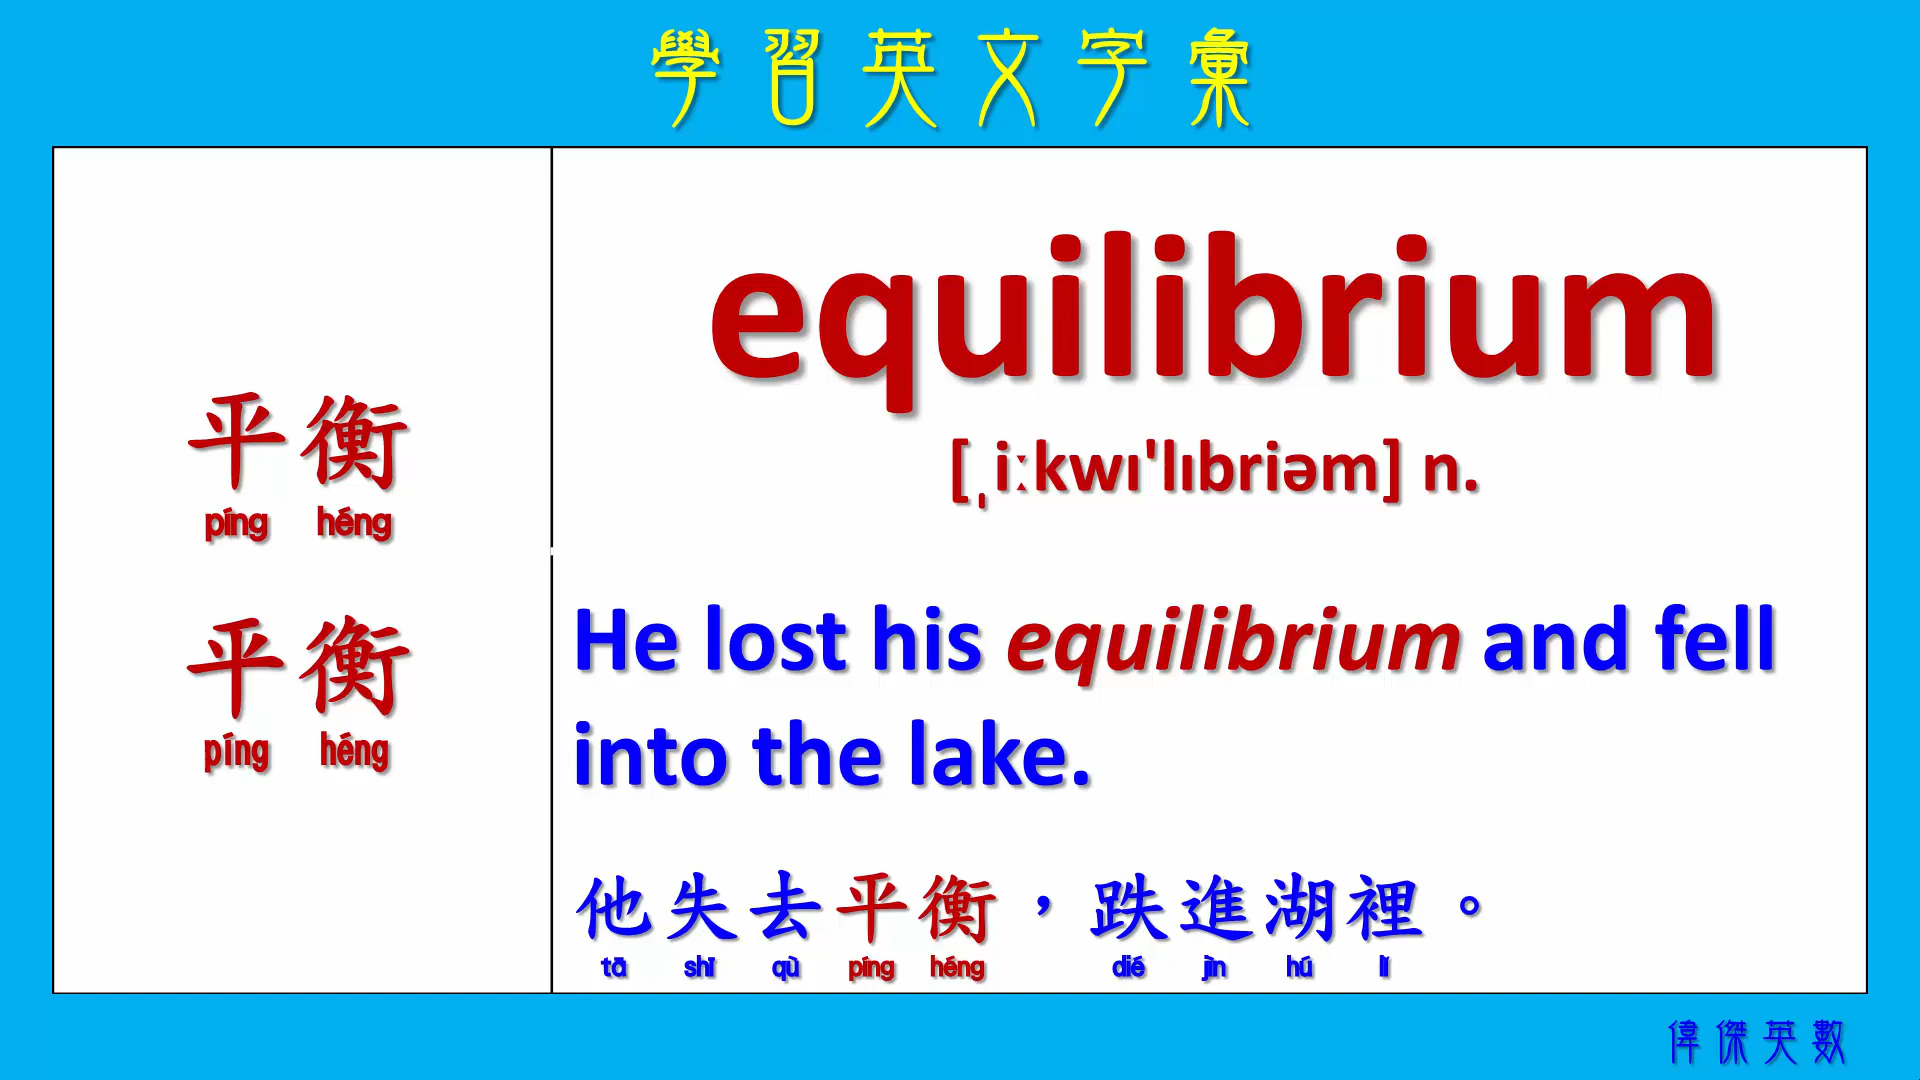 學習英文字彙
平衡
píng héng
平衡
píng héng
equilibrium
[ˌiːkwɪ'lɪbriəm] n.
He lost his equilibrium and fell
into the lake.
他失去平衡，跌進湖裡。
tā shī qù píng héng dié jìn hú lǐ
偉傑英數